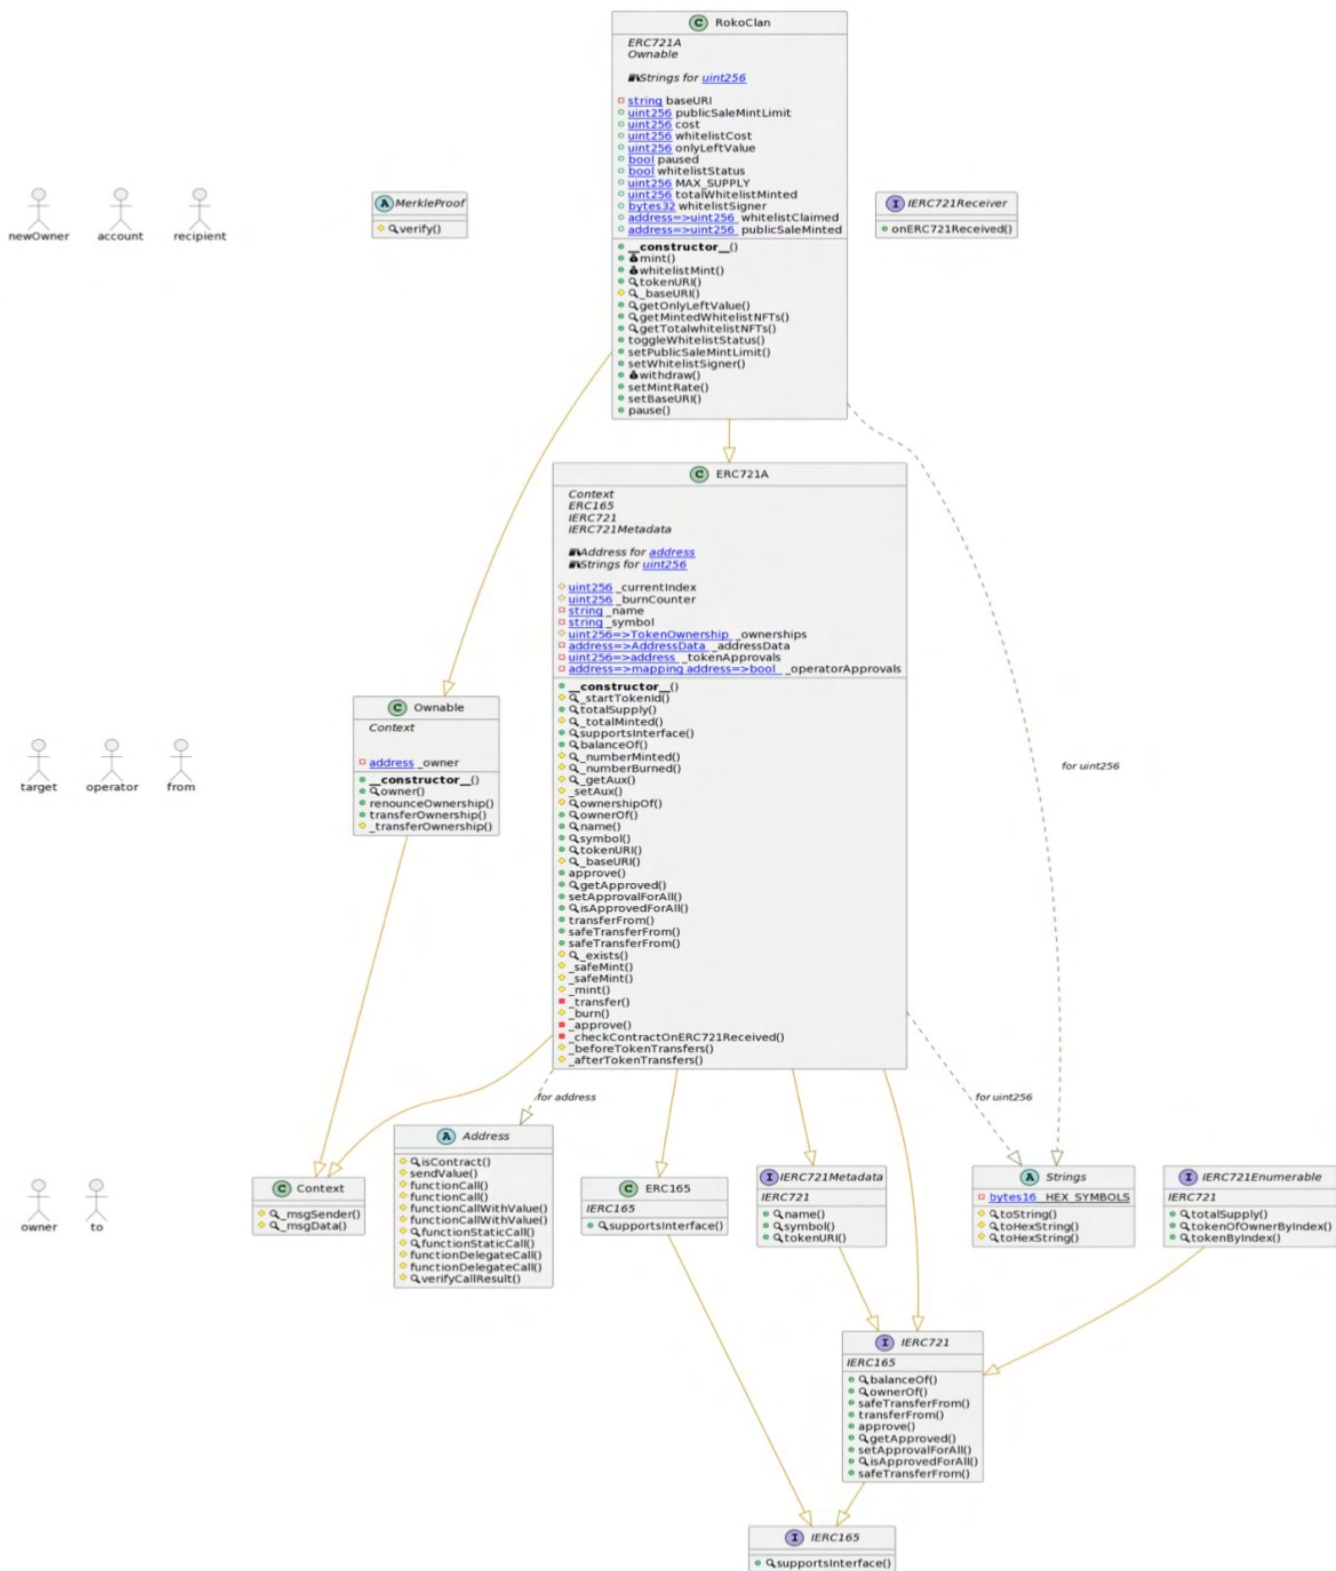 C RokoClan
ERC721A
Ownable
Strings for uint256
string baseURI
uint256 publicSaleMintLimit
uint256 cost
uint256 whitelistCost
uint256 onlyLeftValue
bool paused
bool whitelistStatus
uint256 MAX_SUPPLY
uint256 totalWhitelistMinted
bytes32 whitelistSigner
address=>uint256 whitelistClaimed
address=>uint256 publicSaleMinted
__constructor__()
mint()
whitelistMint()
tokenURI()
_baseURI()
getOnlyLeftValue()
getMintedWhitelistNFTs()
getTotalwhitelistNFTs()
toggleWhitelistStatus()
setPublicSaleMintLimit()
setWhitelistSigner()
withdraw()
setMintRate()
setBaseURI()
pause()
newOwner account recipient
A MerkleProof
verify()
I IERC721Receiver
onERC721Received()
C ERC721A
Context
ERC165
IERC721
IERC721Metadata
Address for address
Strings for uint256
uint256 _currentIndex
uint256 _burnCounter
string _name
string _symbol
uint256=>TokenOwnership _ownerships
address=>AddressData _addressData
uint256=>address _tokenApprovals
address=>mapping address=>bool _operatorApprovals
__constructor__()
_startTokenId()
totalSupply()
_totalMinted()
supportsInterface()
balanceOf()
_numberMinted()
_numberBurned()
_getAux()
_setAux()
ownershipOf()
ownerOf()
name()
symbol()
tokenURI()
_baseURI()
approve()
getApproved()
setApprovalForAll()
isApprovedForAll()
transferFrom()
safeTransferFrom()
safeTransferFrom()
_exists()
_safeMint()
_safeMint()
_mint()
_transfer()
_burn()
_approve()
_checkContractOnERC721Received()
_beforeTokenTransfers()
_afterTokenTransfers()
C Ownable
Context
address _owner
__constructor__()
owner()
renounceOwnership()
transferOwnership()
_transferOwnership()
target operator from
for uint256
for address
for uint256
owner to
C Context
_msgSender()
_msgData()
A Address
isContract()
sendValue()
functionCall()
functionCall()
functionCallWithValue()
functionCallWithValue()
functionStaticCall()
functionStaticCall()
functionDelegateCall()
functionDelegateCall()
verifyCallResult()
C ERC165
IERC165
supportsInterface()
I IERC721Metadata
IERC721
name()
symbol()
tokenURI()
A Strings
bytes16 _HEX_SYMBOLS
toString()
toHexString()
toHexString()
I IERC721Enumerable
IERC721
totalSupply()
tokenOfOwnerByIndex()
tokenByIndex()
I IERC721
IERC165
balanceOf()
ownerOf()
safeTransferFrom()
transferFrom()
approve()
getApproved()
setApprovalForAll()
isApprovedForAll()
safeTransferFrom()
I IERC165
supportsInterface()